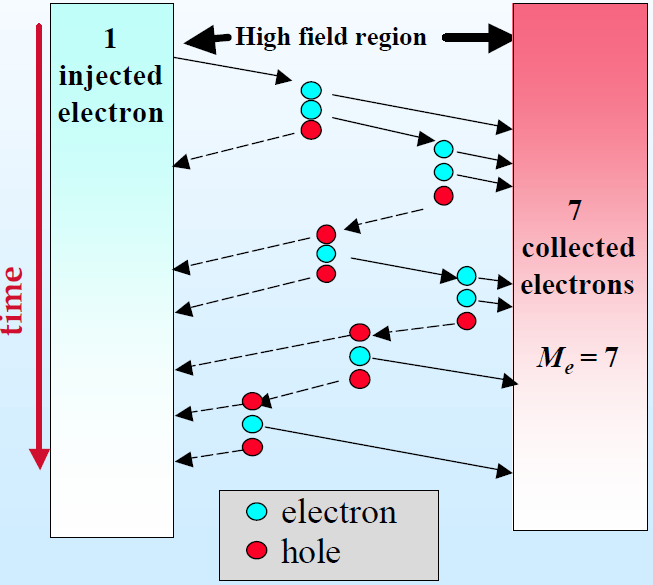 1
injected
electron
High field region
time
7
collected
electrons
Me = 7
electron
hole